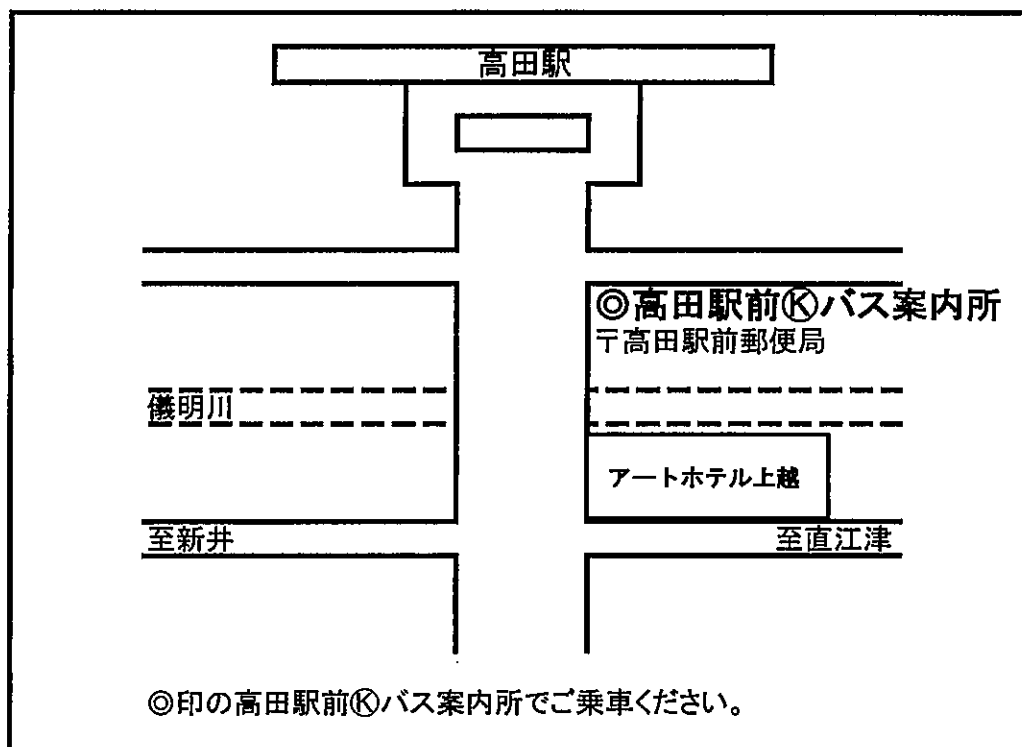 高田駅
◎高田駅前Ⓚバス案内所
〒高田駅前郵便局
儀明川
アートホテル上越
至新井
至直江津
◎印の高田駅前Ⓚバス案内所でご乗車ください。